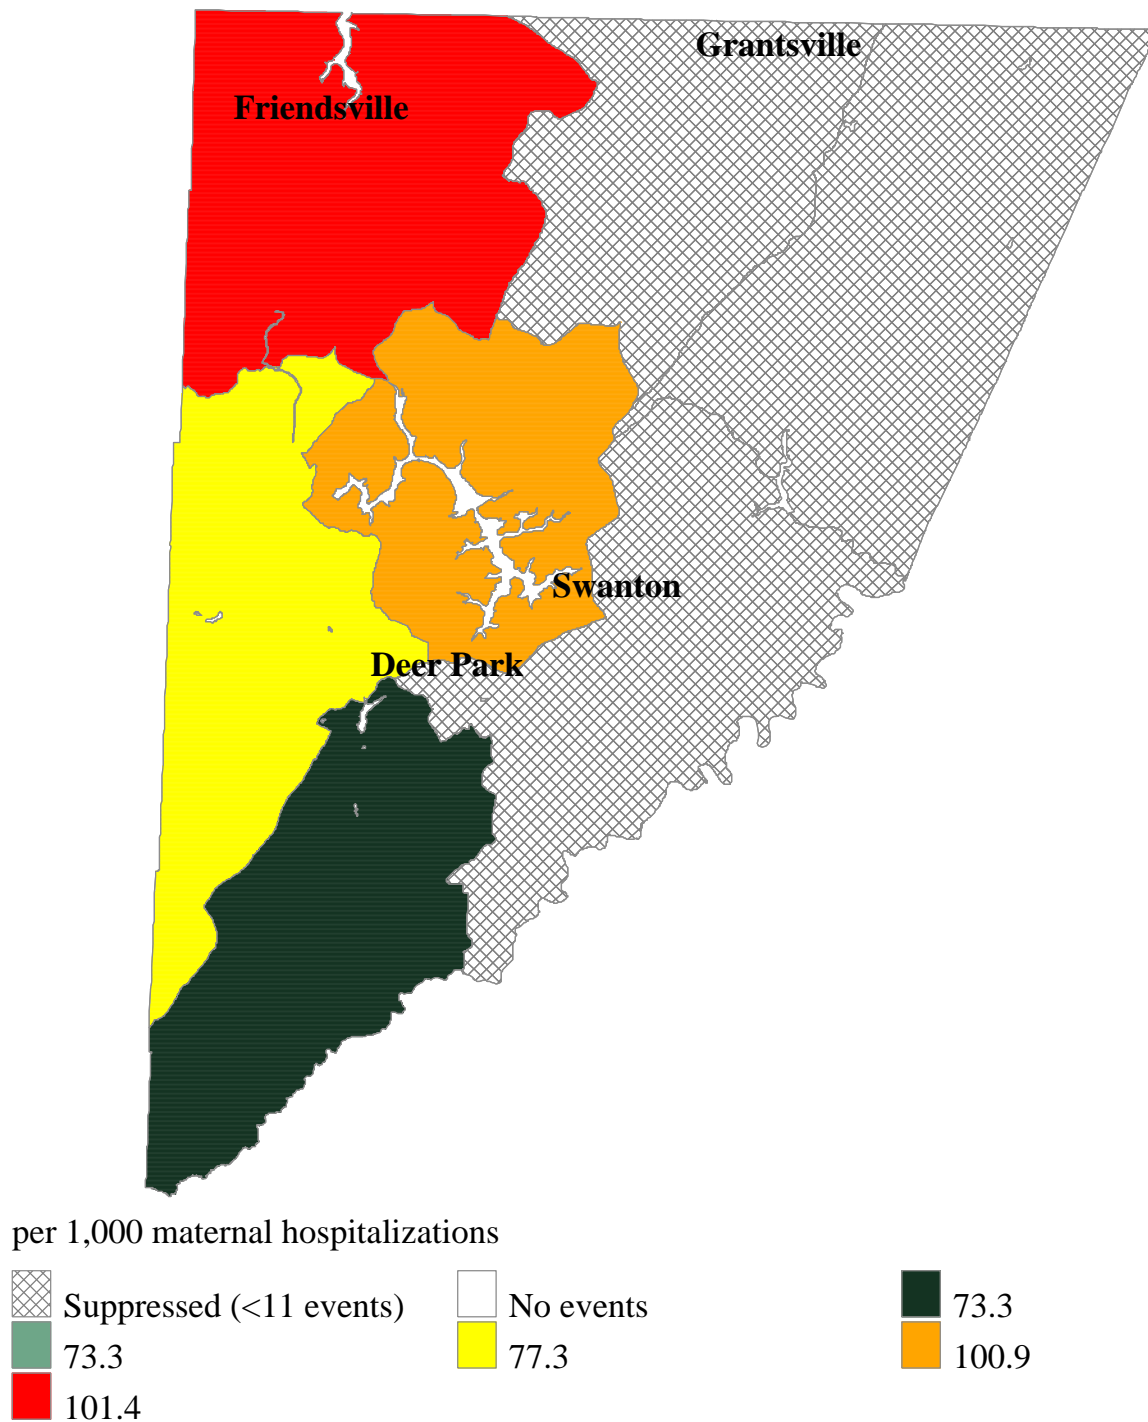 Grantsville
Friendsville
Swanton
Deer Park
per 1,000 maternal hospitalizations
Suppressed (<11 events)
No events
73.3
73.3
77.3
100.9
101.4